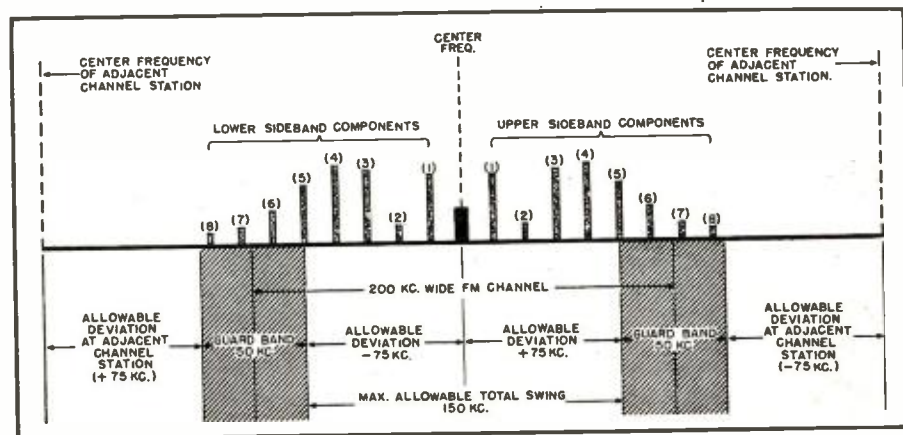 CENTER
FREQ.
CENTER FREQUENCY
OF ADJACENT
CHANNEL STATION
CENTER FREQUENCY
OF ADJACENT
CHANNEL STATION.
LOWER SIDEBAND COMPONENTS
UPPER SIDEBAND COMPONENTS
(8) (7) (6) (5) (4) (3) (2) (1) (1) (2) (3) (4) (5) (6) (7) (8)
200 KC. WIDE FM CHANNEL
ALLOWABLE
DEVIATION
AT ADJACENT
CHANNEL
STATION
(+ 75 KC.)
GUARD BAND
(50 KC.)
ALLOWABLE
DEVIATION
-75 KC.
ALLOWABLE
DEVIATION
+75 KC.
GUARD BAND
(50 KC.)
ALLOWABLE
DEVIATION
AT ADJACENT
CHANNEL
STATION
(-75 KC.)
MAX. ALLOWABLE TOTAL SWING
150 KC.